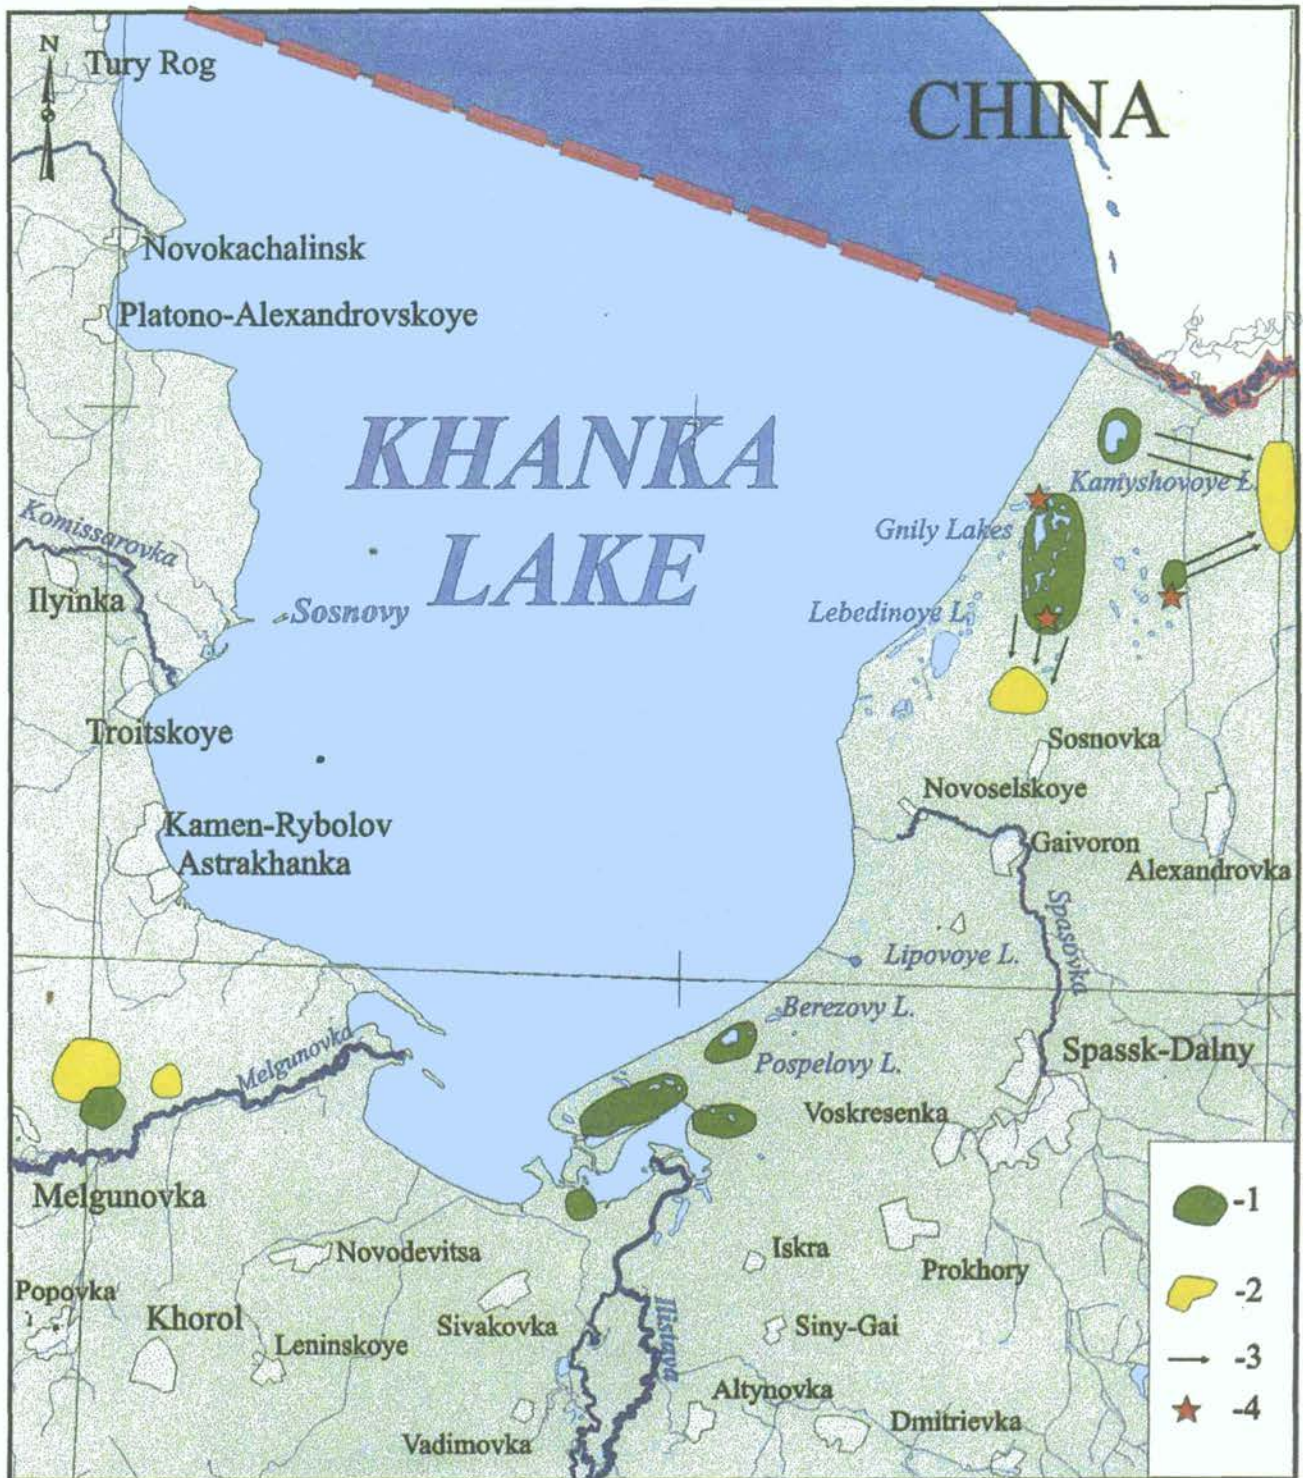 N
Tury Rog
CHINA
Novokachalinsk
Platono-Alexandrovskoye
KHANKA
LAKE
Kamyshovoye L.
Gnily Lakes
Komissarovka
Ilyinka
Sosnovy
Lebedinoye L.
Troitskoye
Sosnovka
Novoselskoye
Kamen-Rybolov
Astrakhanka
Gaivoron
Alexandrovka
Spasovka
Lipovoye L.
Berezovy L.
Melgunovka
Spassk-Dalny
Pospelovy L.
Voskresenka
Melgunovka
-1
Novodevitsa
Iskra
Prokhory
-2
Popovka
Khorol
Sivakovka
Ilistaya
Siny-Gai
Leninskoye
-3
Altynovka
-4
Dmitrievka
Vadimovka